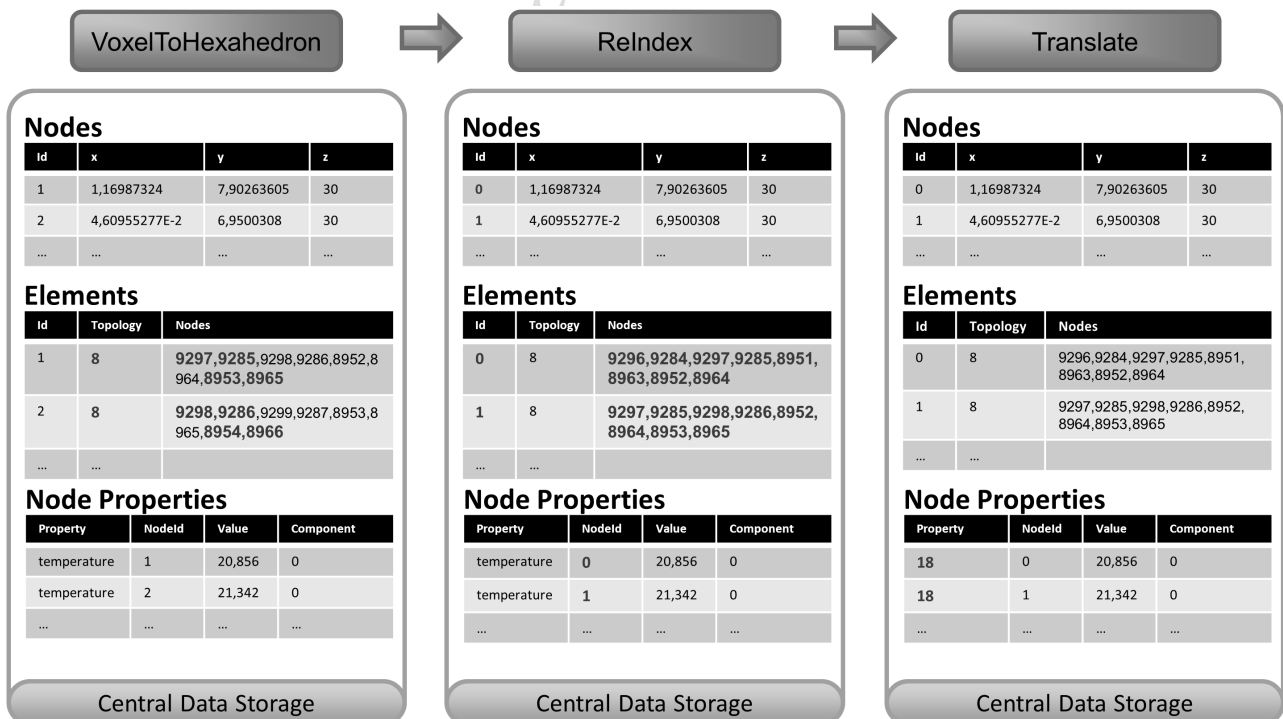 VoxelToHexahedron
ReIndex
Translate
Nodes
Id x y z
1 1,16987324 7,90263605 30
2 4,60955277E-2 6,9500308 30
... ... ... ...
Elements
Id Topology Nodes
1 8 9297,9285,9298,9286,8952,8
964,8953,8965
2 8 9298,9286,9299,9287,8953,8
965,8954,8966
... ...
Node Properties
Property NodeId Value Component
temperature 1 20,856 0
temperature 2 21,342 0
... ... ... ...
Central Data Storage
Nodes
Id x y z
0 1,16987324 7,90263605 30
1 4,60955277E-2 6,9500308 30
... ... ... ...
Elements
Id Topology Nodes
0 8 9296,9284,9297,9285,8951,
8963,8952,8964
1 8 9297,9285,9298,9286,8952,
8964,8953,8965
... ...
Node Properties
Property NodeId Value Component
temperature 0 20,856 0
temperature 1 21,342 0
... ... ... ...
Central Data Storage
Nodes
Id x y z
0 1,16987324 7,90263605 30
1 4,60955277E-2 6,9500308 30
... ... ... ...
Elements
Id Topology Nodes
0 8 9296,9284,9297,9285,8951,
8963,8952,8964
1 8 9297,9285,9298,9286,8952,
8964,8953,8965
... ...
Node Properties
Property NodeId Value Component
18 0 20,856 0
18 1 21,342 0
... ... ... ...
Central Data Storage